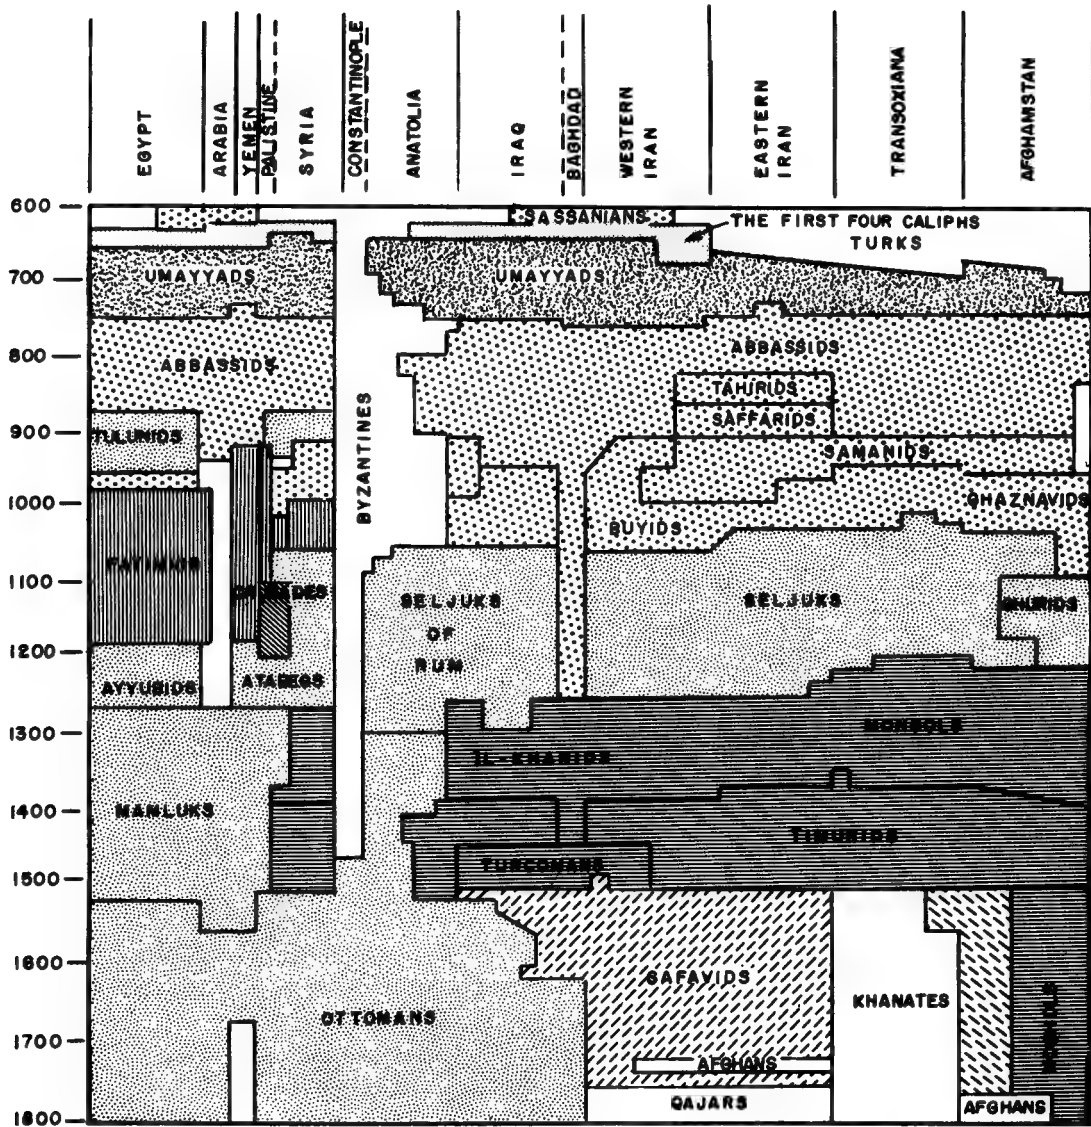 EGYPT
ARABIA
YEMEN
PALISTINE
SYRIA
CONSTANTINOPLE
ANATOLIA
IRAQ
BAGHDAD
WESTERN
IRAN
EASTERN
IRAN
TRANSOXIANA
AFGHAMSTAN
600
SASSANIANS
THE FIRST FOUR CALIPHS
TURKS
UMAYYADS
UMAYYADS
700
800
ABBASSIDS
ABBASSIDS
TAHIRIDS
SAFFARIDS
BYZANTINES
900
TULUNIDS
SAMANIDS
1000
GHAZNAVIDS
BUYIDS
FATIMIDS
1100
SELJUKS
OF
RUM
SELJUKS
GHURIDS
1200
AYYUBIDS
ATABEGS
1300
MONGOLS
IL-KHANIDS
1400
MAMLUKS
TIMURIDS
TURCOMANS
1500
1600
SAFAVIDS
KHANATES
OTTOMANS
1700
AFGHANS
QAJARS
AFGHANS
1800